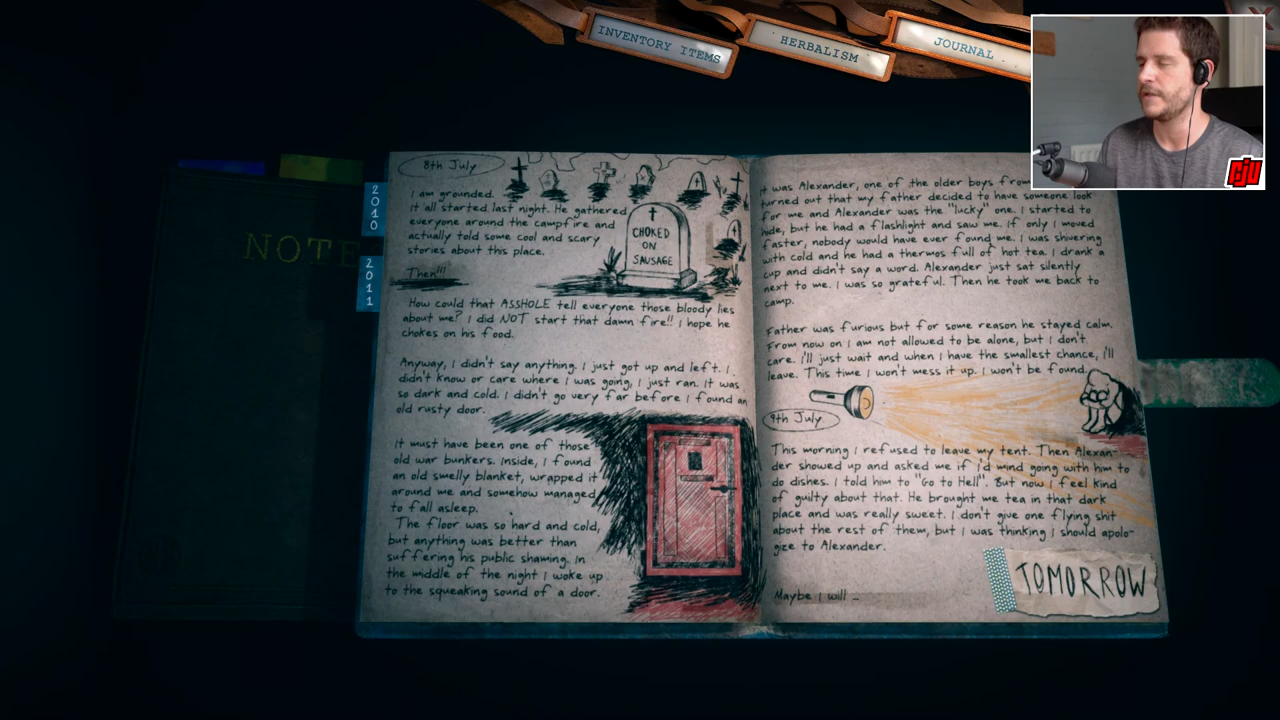 INVENTORY ITEMS
HERBALISM
JOURNAL
CJU
NOTE
2010
2011
8th July
I am grounded.
It all started last night. He gathered
everyone around the campfire and
actually told some cool and scary
stories about this place.
Then!!!
CHOKED
ON
SAUSAGE
How could that ASSHOLE tell everyone those bloody lies
about me? I did NOT start that damn fire!! I hope he
chokes on his food.
Anyway, I didn't say anything. I just got up and left. I
didn't know or care where I was going, I just ran. It was
so dark and cold. I didn't go very far before I found an
old rusty door.
It must have been one of those
old war bunkers. Inside, I found
an old smelly blanket, wrapped it
around me and somehow managed
to fall asleep.
The floor was so hard and cold,
but anything was better than
suffering his public shaming. In
the middle of the night I woke up
to the squeaking sound of a door.
It was Alexander, one of the older boys from
turned out that my father decided to have someone look
for me and Alexander was the "lucky" one. I started to
hide, but he had a flashlight and saw me. If only I moved
faster, nobody would have ever found me. I was shivering
with cold and he had a thermos full of hot tea. I drank a
cup and didn't say a word. Alexander just sat silently
next to me. I was so grateful. Then he took me back to
camp.
Father was furious but for some reason he stayed calm.
From now on I am not allowed to be alone, but I don't
care. I'll just wait and when I have the smallest chance, I'll
leave. This time I won't mess it up. I won't be found.
9th July
This morning I refused to leave my tent. Then Alexan-
der showed up and asked me if I'd mind going with him to
do dishes. I told him to "Go to Hell". But now I feel kind
of guilty about that. He brought me tea in that dark
place and was really sweet. I don't give one flying shit
about the rest of them, but I was thinking I should apolo-
gize to Alexander.
Maybe I will _
TOMORROW